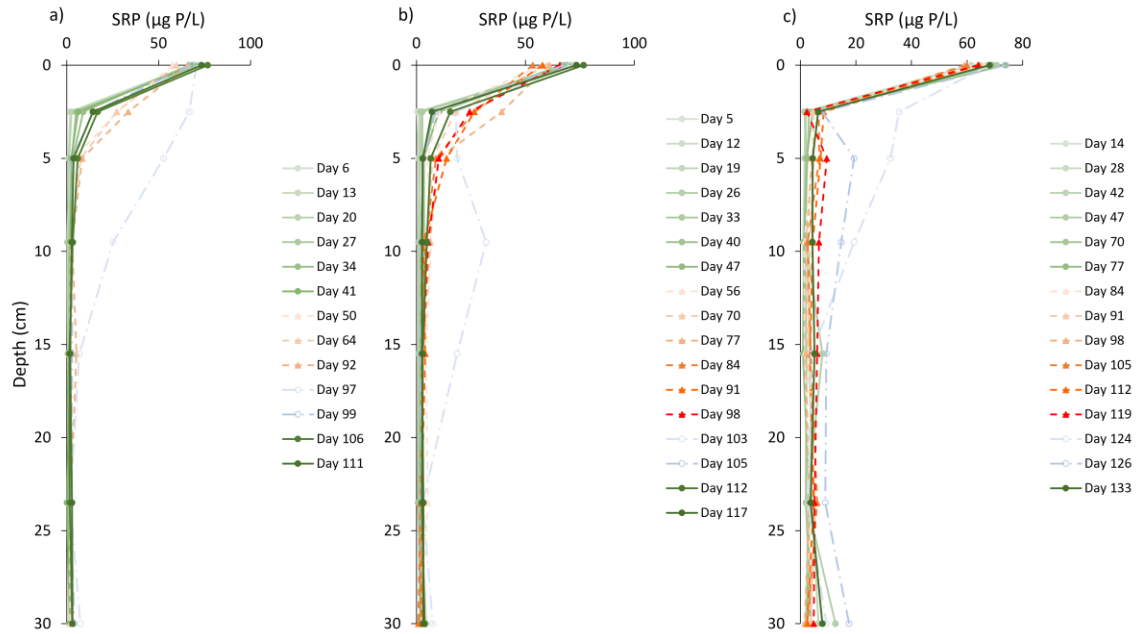 a)
SRP (µg P/L)
0
50
100
0
5
10
15
20
25
30
Depth (cm)
Day 6
Day 13
Day 20
Day 27
Day 34
Day 41
Day 50
Day 64
Day 92
Day 97
Day 99
Day 106
Day 111
b)
SRP (µg P/L)
0
50
100
0
5
10
15
20
25
30
Day 5
Day 12
Day 19
Day 26
Day 33
Day 40
Day 47
Day 56
Day 70
Day 77
Day 84
Day 91
Day 98
Day 103
Day 105
Day 112
Day 117
c)
SRP (µg P/L)
0
20
40
60
80
0
5
10
15
20
25
30
Day 14
Day 28
Day 42
Day 47
Day 70
Day 77
Day 84
Day 91
Day 98
Day 105
Day 112
Day 119
Day 124
Day 126
Day 133